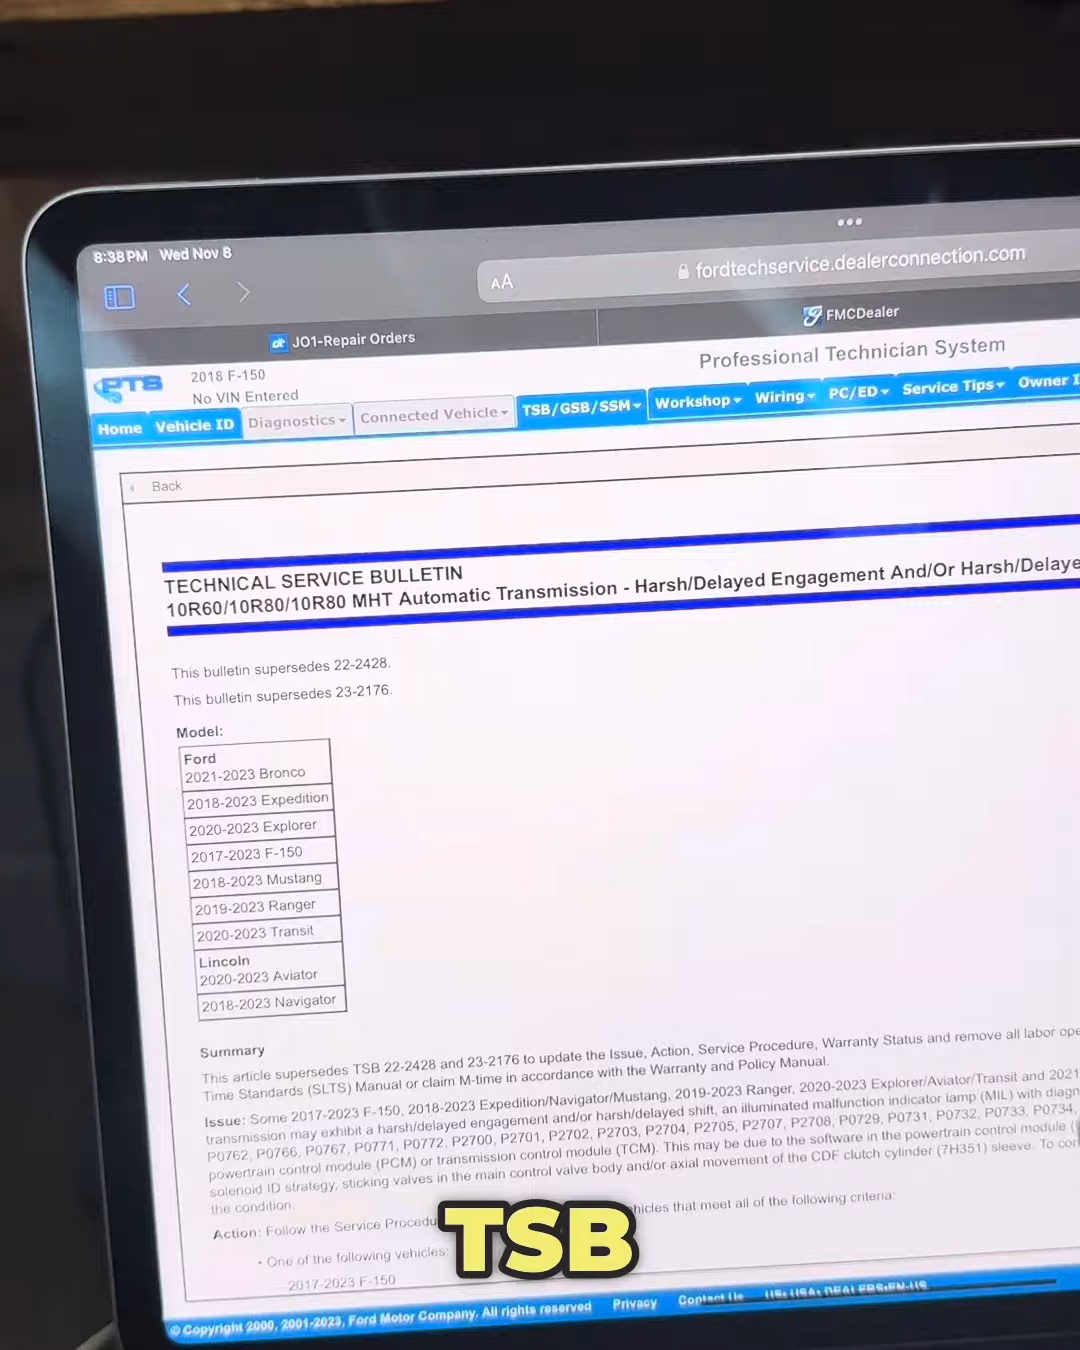 8:38 PM Wed Nov 8
AA
fordtechservice.dealerconnection.com
dt JO1-Repair Orders
FMCDealer
PTS
2018 F-150
No VIN Entered
Professional Technician System
Home Vehicle ID Diagnostics Connected Vehicle TSB/GSB/SSM Workshop Wiring PC/ED Service Tips Owner I
Back
TECHNICAL SERVICE BULLETIN
10R60/10R80/10R80 MHT Automatic Transmission - Harsh/Delayed Engagement And/Or Harsh/Delaye
This bulletin supersedes 22-2428.
This bulletin supersedes 23-2176.
Model:
Ford
2021-2023 Bronco
2018-2023 Expedition
2020-2023 Explorer
2017-2023 F-150
2018-2023 Mustang
2019-2023 Ranger
2020-2023 Transit
Lincoln
2020-2023 Aviator
2018-2023 Navigator
Summary
This article supersedes TSB 22-2428 and 23-2176 to update the Issue, Action, Service Procedure, Warranty Status and remove all labor ope
Time Standards (SLTS) Manual or claim M-time in accordance with the Warranty and Policy Manual.
Issue: Some 2017-2023 F-150, 2018-2023 Expedition/Navigator/Mustang, 2019-2023 Ranger, 2020-2023 Explorer/Aviator/Transit and 2021
transmission may exhibit a harsh/delayed engagement and/or harsh/delayed shift, an illuminated malfunction indicator lamp (MIL) with diagn
P0762, P0766, P0767, P0771, P0772, P2700, P2701, P2702, P2703, P2704, P2705, P2707, P2708, P0729, P0731, P0732, P0733, P0734,
powertrain control module (PCM) or transmission control module (TCM). This may be due to the software in the powertrain control module (
solenoid ID strategy, sticking valves in the main control valve body and/or axial movement of the CDF clutch cylinder (7H351) sleeve. To cor
the condition.
Action: Follow the Service Procedu hicles that meet all of the following criteria:
TSB
• One of the following vehicles:
2017-2023 F-150
© Copyright 2000, 2001-2023, Ford Motor Company. All rights reserved Privacy Contact Us US: USA: DEALERS:EN-US